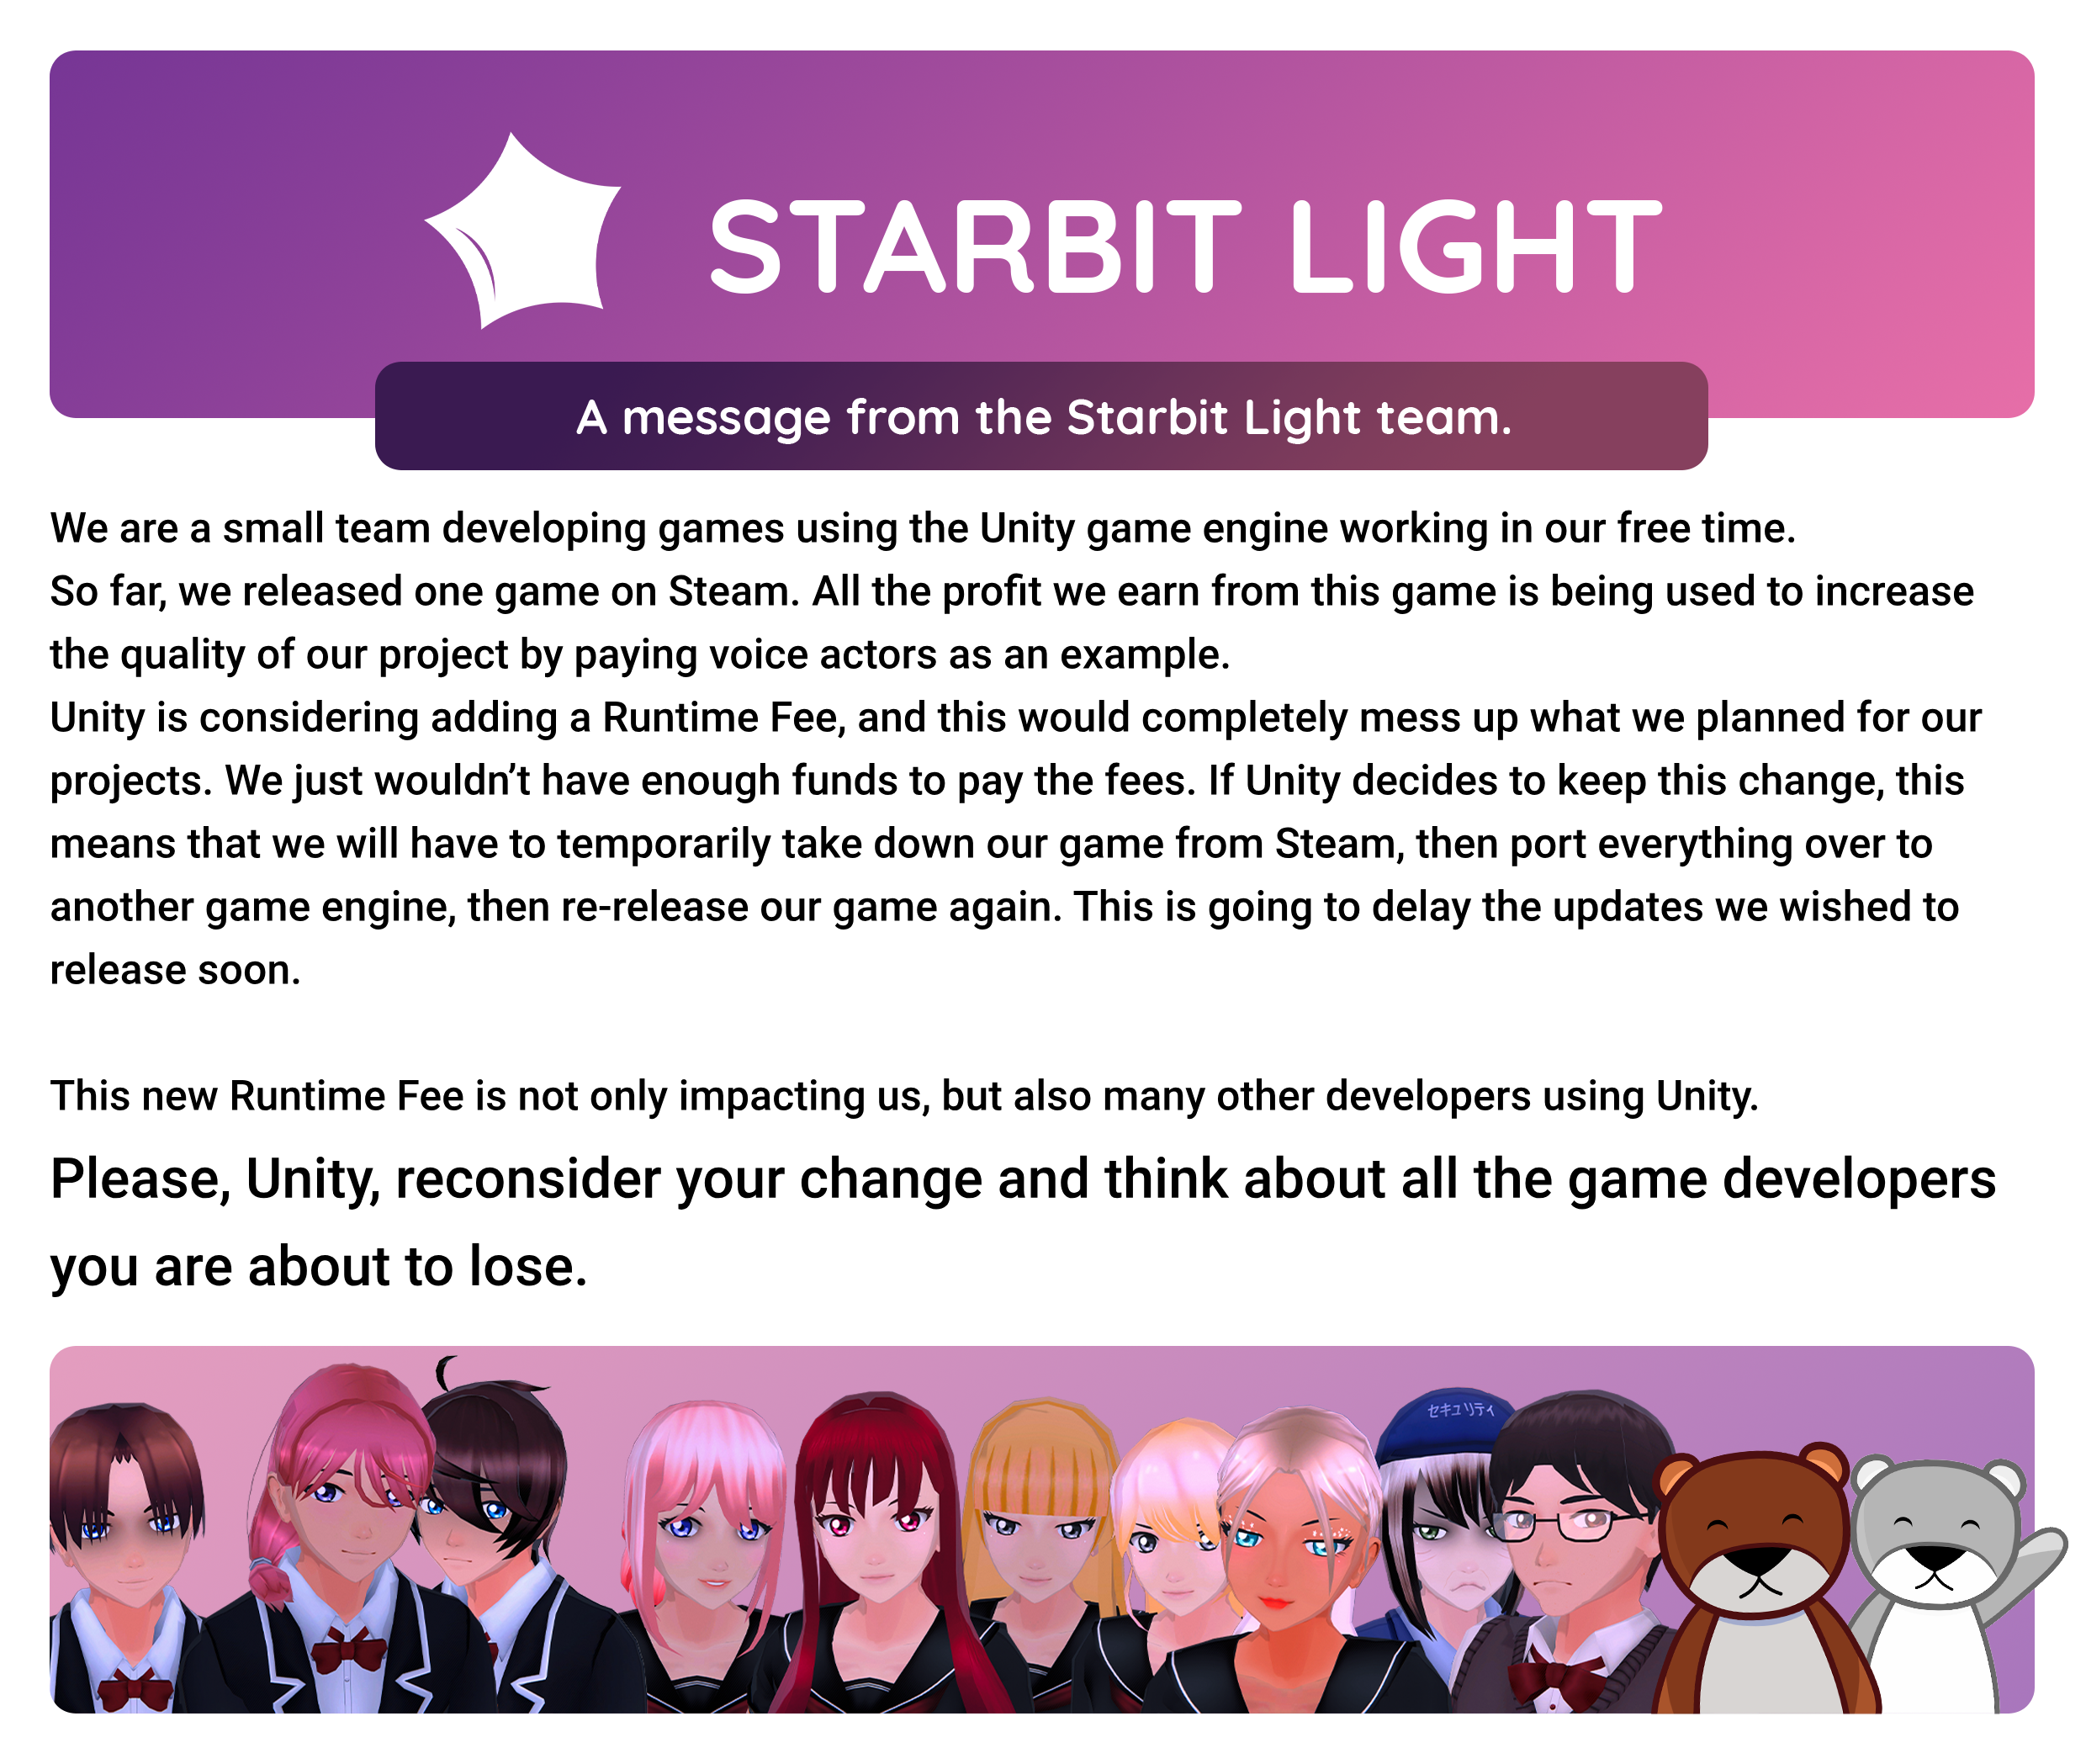 STARBIT LIGHT
A message from the Starbit Light team.
We are a small team developing games using the Unity game engine working in our free time.
So far, we released one game on Steam. All the profit we earn from this game is being used to increase
the quality of our project by paying voice actors as an example.
Unity is considering adding a Runtime Fee, and this would completely mess up what we planned for our
projects. We just wouldn’t have enough funds to pay the fees. If Unity decides to keep this change, this
means that we will have to temporarily take down our game from Steam, then port everything over to
another game engine, then re-release our game again. This is going to delay the updates we wished to
release soon.
This new Runtime Fee is not only impacting us, but also many other developers using Unity.
Please, Unity, reconsider your change and think about all the game developers
you are about to lose.
セキュリティ